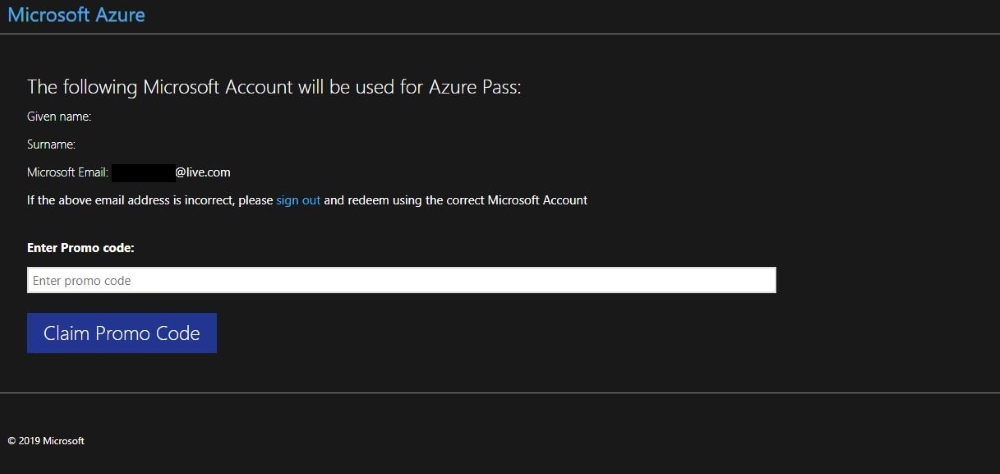 Microsoft Azure
The following Microsoft Account will be used for Azure Pass:
Given name:
Surname:
Microsoft Email: @live.com
If the above email address is incorrect, please sign out and redeem using the correct Microsoft Account
Enter Promo code:
Enter promo code
Claim Promo Code
© 2019 Microsoft